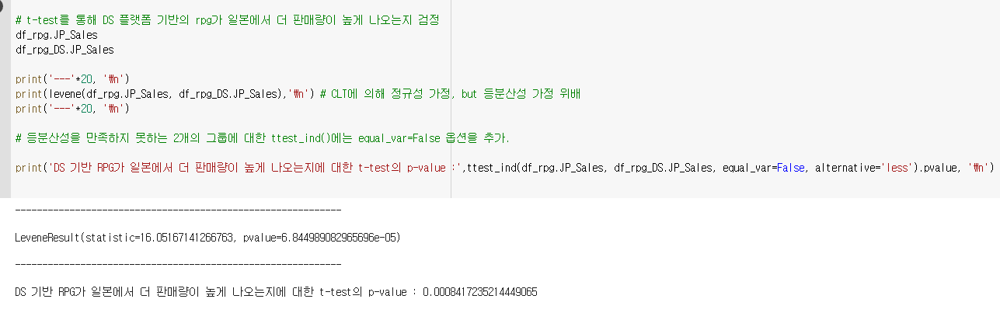 # t-test를 통해 DS 플랫폼 기반의 rpg가 일본에서 더 판매량이 높게 나오는지 검정
df_rpg.JP_Sales
df_rpg_DS.JP_Sales
print('---'*20, '₩n')
print(levene(df_rpg.JP_Sales, df_rpg_DS.JP_Sales),'₩n') # CLT에 의해 정규성 가정, but 등분산성 가정 위배
print('---'*20, '₩n')
# 등분산성을 만족하지 못하는 2개의 그룹에 대한 ttest_ind()에는 equal_var=False 옵션을 추가.
print('DS 기반 RPG가 일본에서 더 판매량이 높게 나오는지에 대한 t-test의 p-value :',ttest_ind(df_rpg.JP_Sales, df_rpg_DS.JP_Sales, equal_var=False, alternative='less').pvalue, '₩n')
------------------------------------------------------------
LeveneResult(statistic=16.05167141266763, pvalue=6.844989082965696e-05)
------------------------------------------------------------
DS 기반 RPG가 일본에서 더 판매량이 높게 나오는지에 대한 t-test의 p-value : 0.0008417235214449065